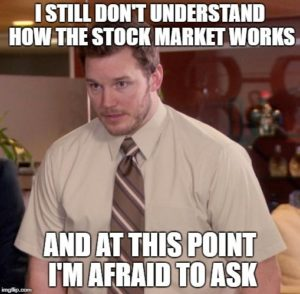 I STILL DON'T UNDERSTAND
HOW THE STOCK MARKET WORKS
AND AT THIS POINT
I'M AFRAID TO ASK
imgflip.com